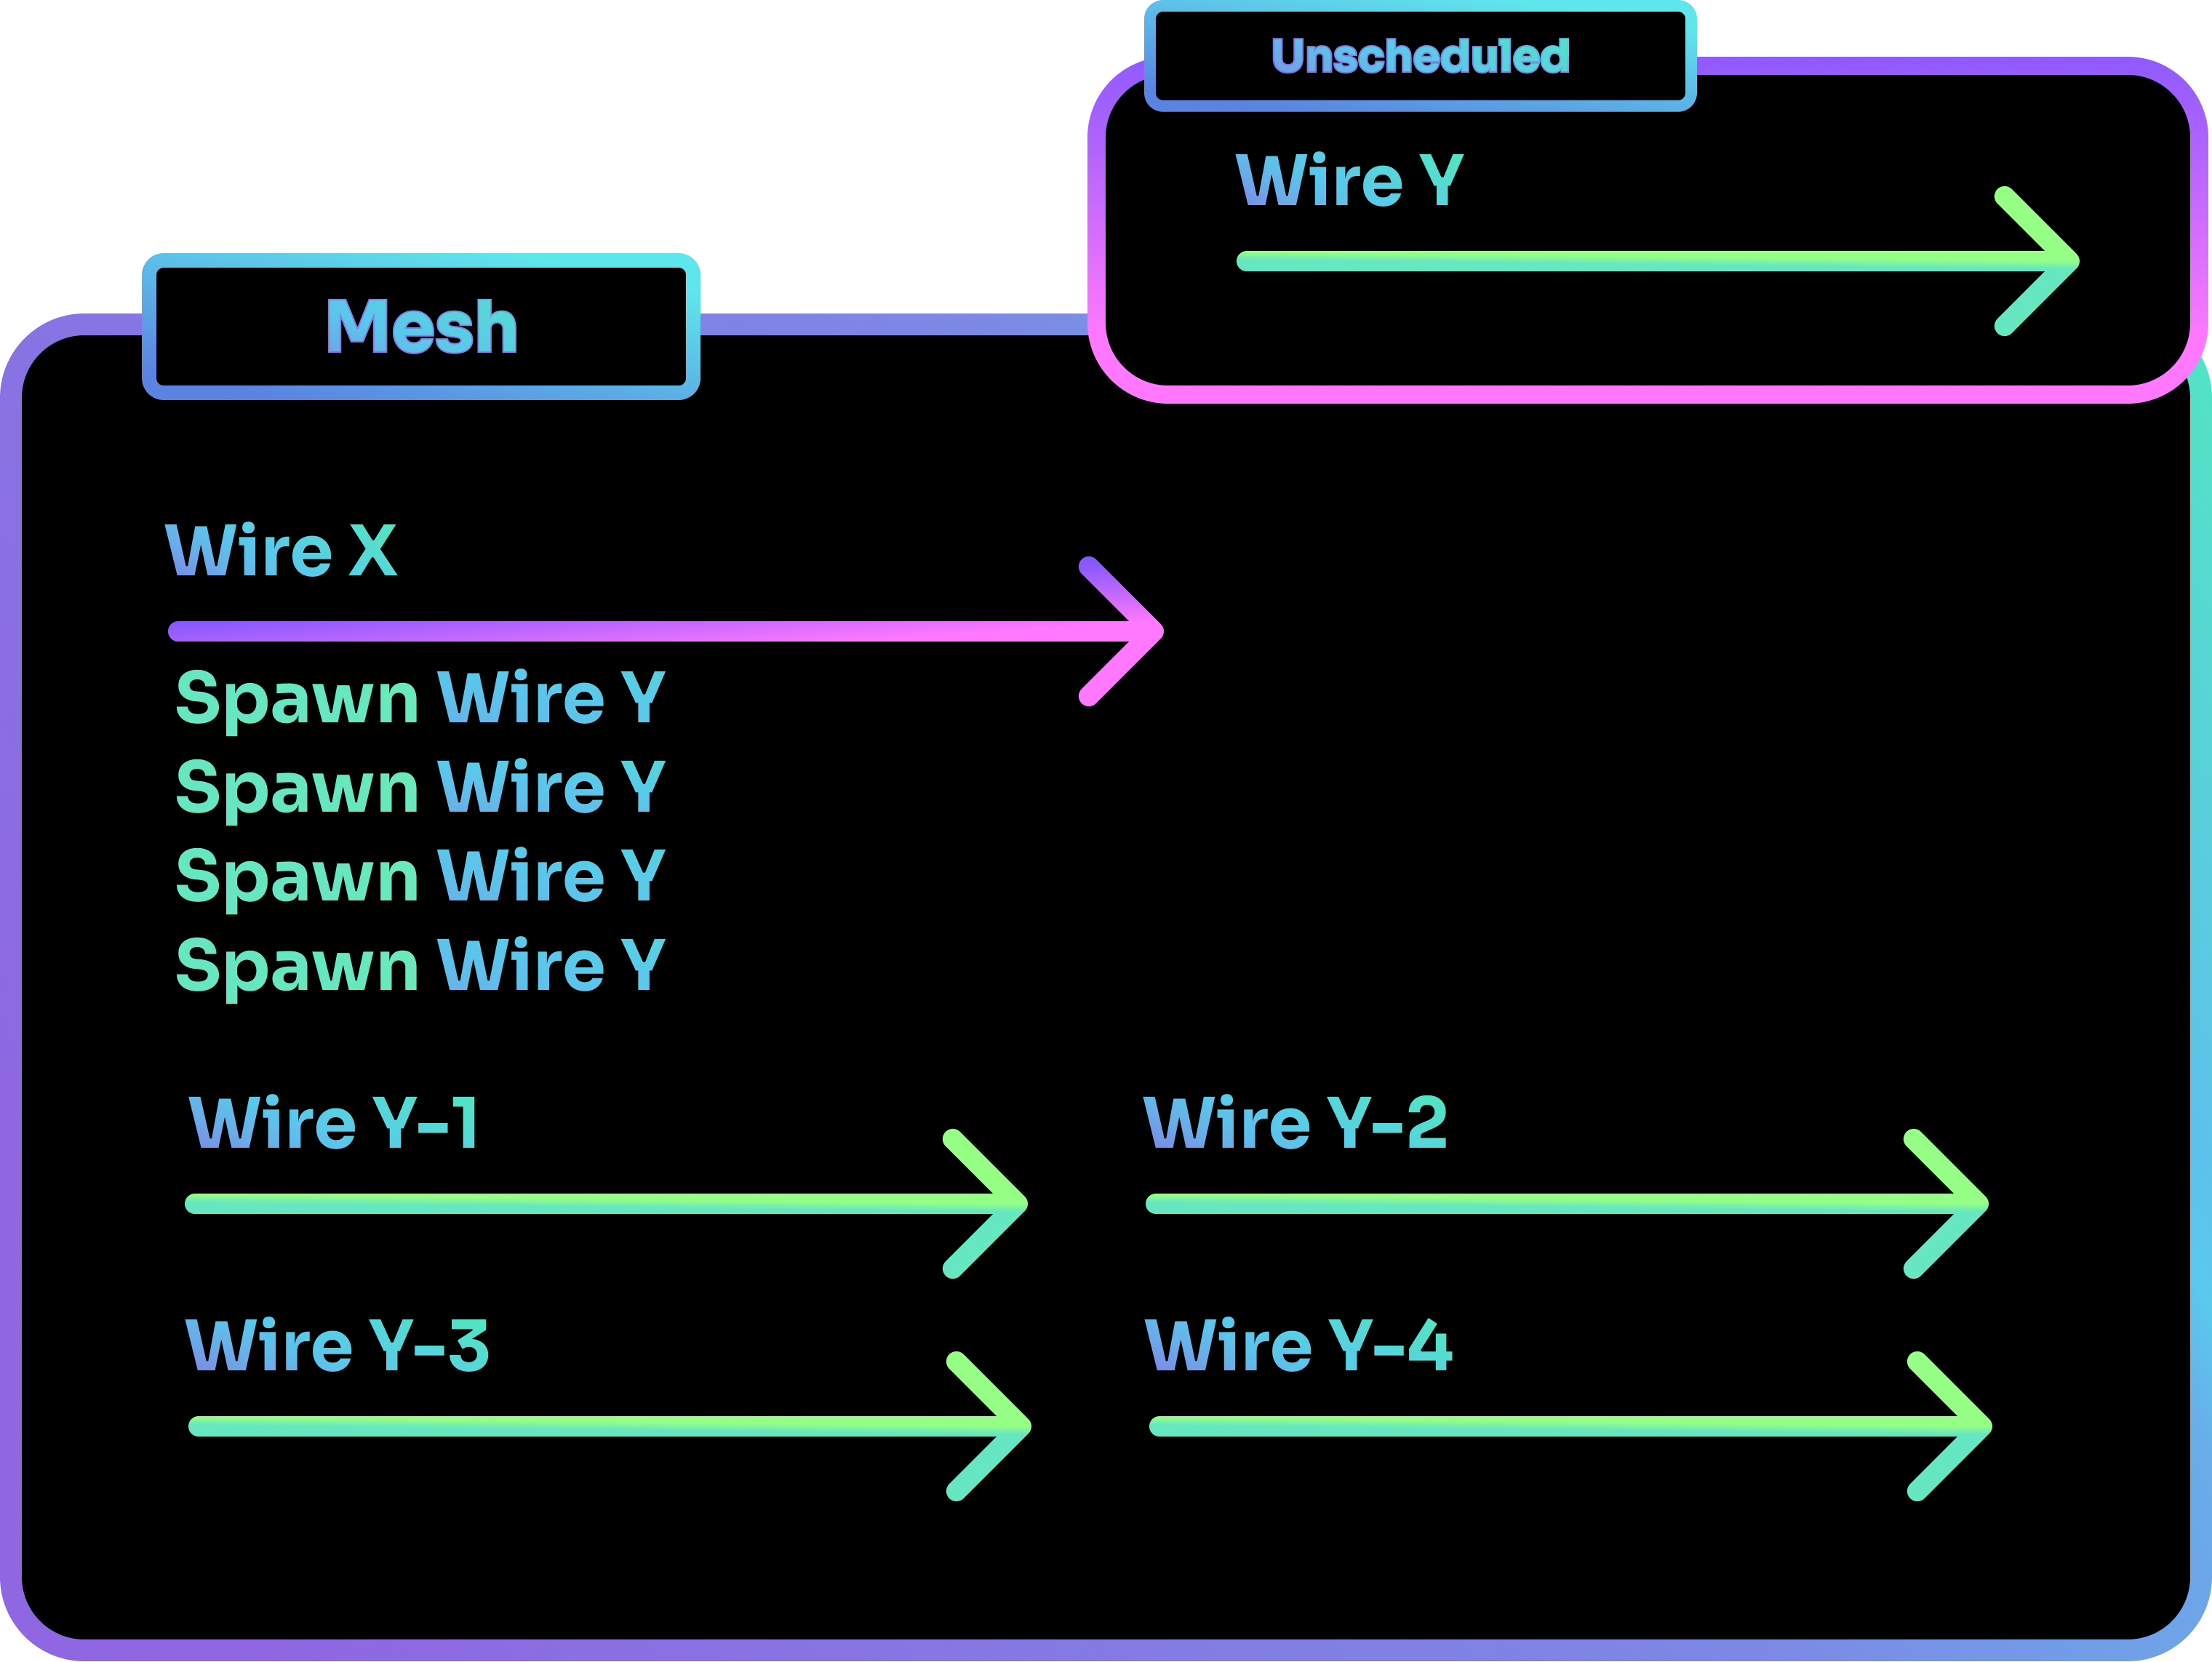 Unscheduled
Wire Y
Mesh
Wire X
Spawn Wire Y
Spawn Wire Y
Spawn Wire Y
Spawn Wire Y
Wire Y-1
Wire Y-2
Wire Y-3
Wire Y-4